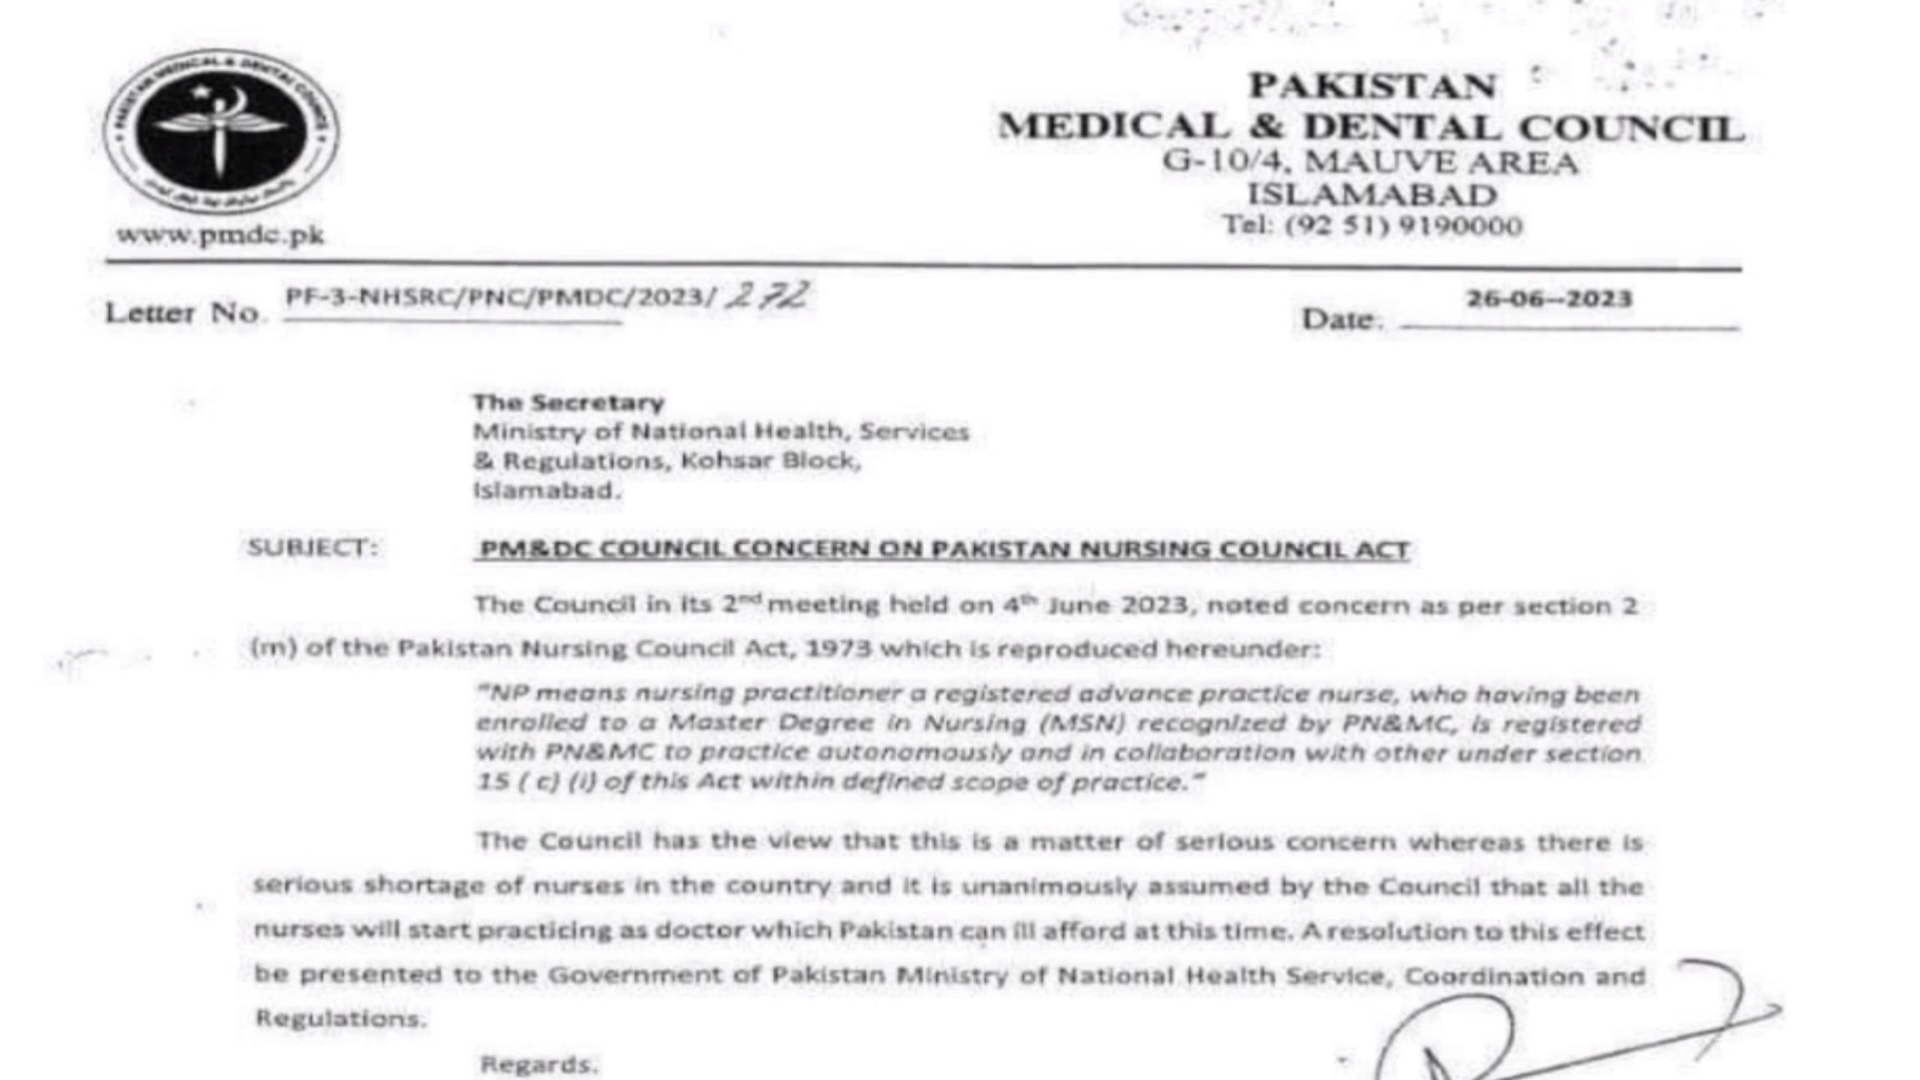 PAKISTAN MEDICAL & DENTAL COUNCIL
www.pmdc.pk
PAKISTAN
MEDICAL & DENTAL COUNCIL
G-10/4, MAUVE AREA
ISLAMABAD
Tel: (92 51) 9190000
Letter No. PF-3-NHSRC/PNC/PMDC/2023/ 272
Date. 26-06--2023
The Secretary
Ministry of National Health, Services
& Regulations, Kohsar Block,
Islamabad.
SUBJECT: PM&DC COUNCIL CONCERN ON PAKISTAN NURSING COUNCIL ACT
The Council in its 2nd meeting held on 4th June 2023, noted concern as per section 2
(m) of the Pakistan Nursing Council Act, 1973 which is reproduced hereunder:
"NP means nursing practitioner a registered advance practice nurse, who having been
enrolled to a Master Degree in Nursing (MSN) recognized by PN&MC, is registered
with PN&MC to practice autonomously and in collaboration with other under section
15 ( c) (i) of this Act within defined scope of practice."
The Council has the view that this is a matter of serious concern whereas there is
serious shortage of nurses in the country and it is unanimously assumed by the Council that all the
nurses will start practicing as doctor which Pakistan can ill afford at this time. A resolution to this effect
be presented to the Government of Pakistan Ministry of National Health Service, Coordination and
Regulations.
Regards.